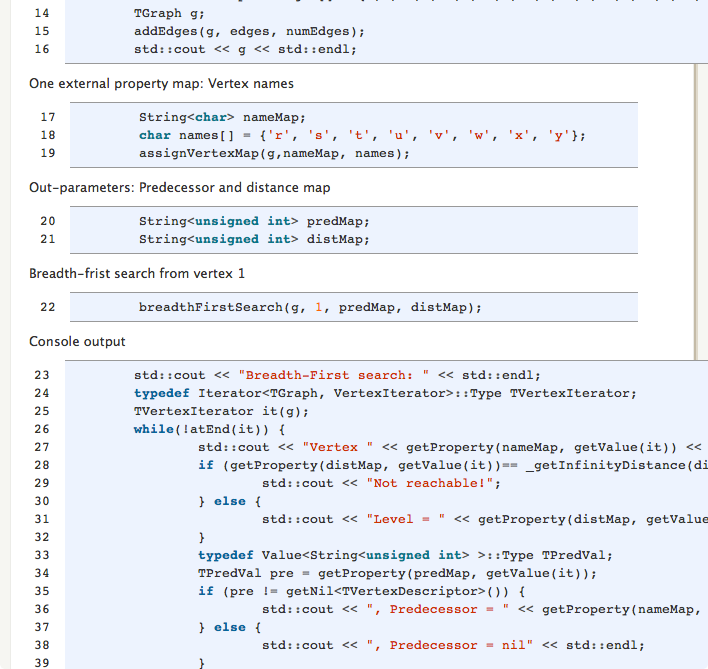 14 TGraph g;
15 addEdges(g, edges, numEdges);
16 std::cout << g << std::endl;
One external property map: Vertex names
17 String<char> nameMap;
18 char names[] = {'r', 's', 't', 'u', 'v', 'w', 'x', 'y'};
19 assignVertexMap(g,nameMap, names);
Out-parameters: Predecessor and distance map
20 String<unsigned int> predMap;
21 String<unsigned int> distMap;
Breadth-frist search from vertex 1
22 breadthFirstSearch(g, 1, predMap, distMap);
Console output
23 std::cout << "Breadth-First search: " << std::endl;
24 typedef Iterator<TGraph, VertexIterator>::Type TVertexIterator;
25 TVertexIterator it(g);
26 while(!atEnd(it)) {
27 std::cout << "Vertex " << getProperty(nameMap, getValue(it)) <<
28 if (getProperty(distMap, getValue(it))== _getInfinityDistance(di
29 std::cout << "Not reachable!";
30 } else {
31 std::cout << "Level = " << getProperty(distMap, getValue
32 }
33 typedef Value<String<unsigned int> >::Type TPredVal;
34 TPredVal pre = getProperty(predMap, getValue(it));
35 if (pre != getNil<TVertexDescriptor>()) {
36 std::cout << ", Predecessor = " << getProperty(nameMap,
37 } else {
38 std::cout << ", Predecessor = nil" << std::endl;
39 }